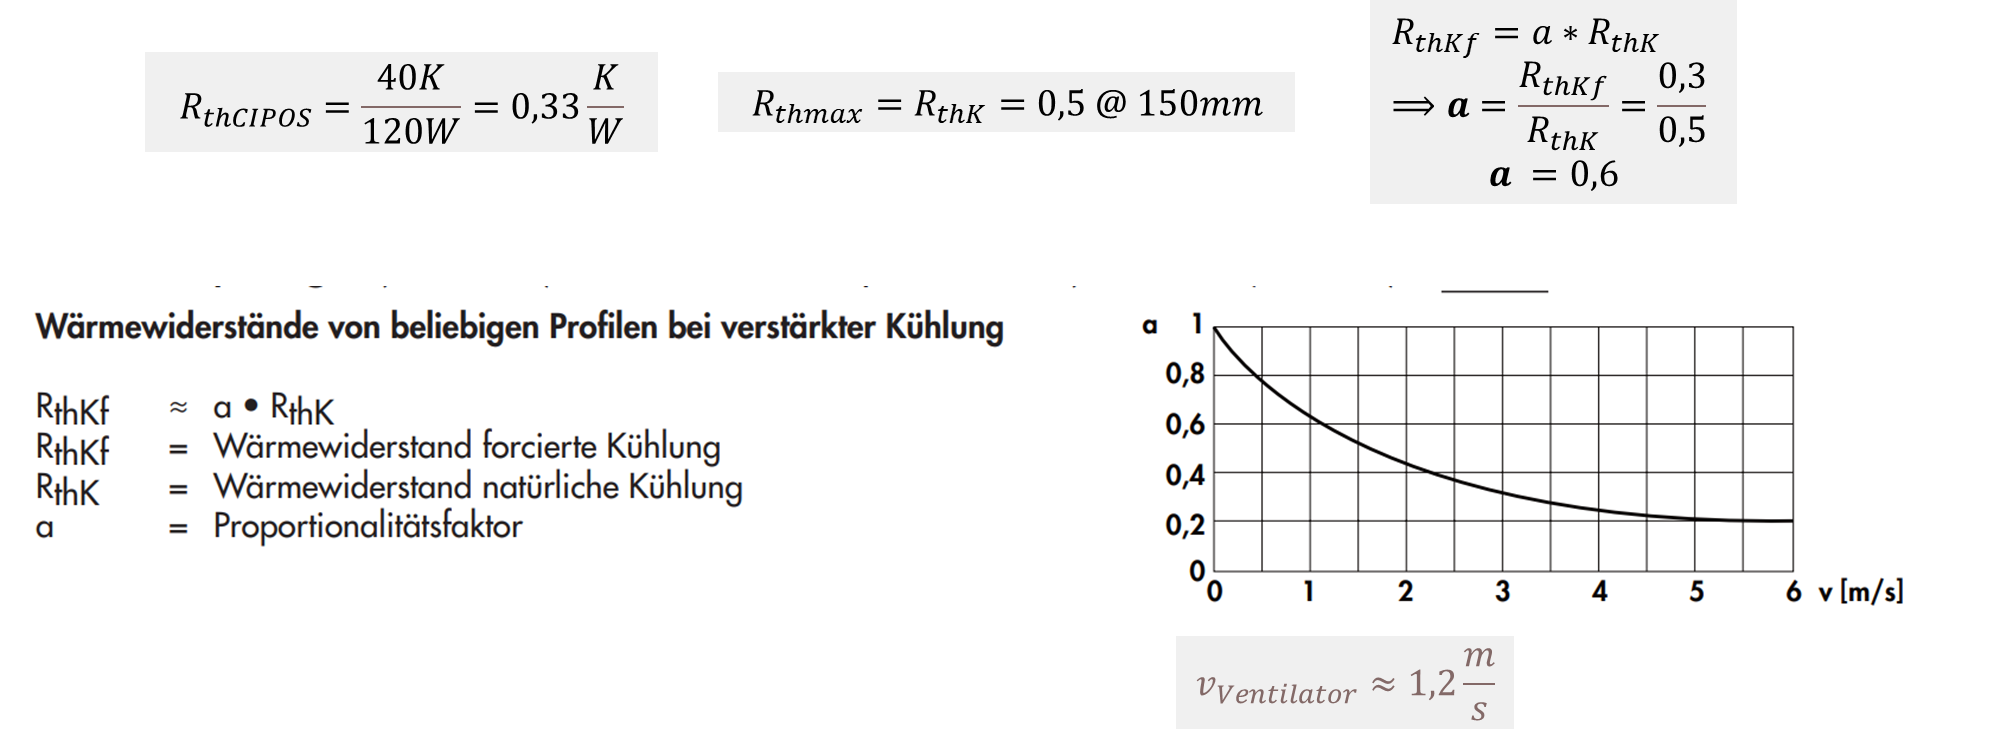 R_thCIPOS = 40K/120W = 0,33 K/W
R_thmax = R_thK = 0,5 @ 150mm
R_thKf = a ∗ R_thK
⟹ a = R_thKf/R_thK = 0,3/0,5
a = 0,6
Wärmewiderstände von beliebigen Profilen bei verstärkter Kühlung
RthKf ≈ a • RthK
RthKf = Wärmewiderstand forcierte Kühlung
RthK = Wärmewiderstand natürliche Kühlung
a = Proportionalitätsfaktor
a
1
0,8
0,6
0,4
0,2
0
0 1 2 3 4 5 6 v [m/s]
v_Ventilator ≈ 1,2 m/s